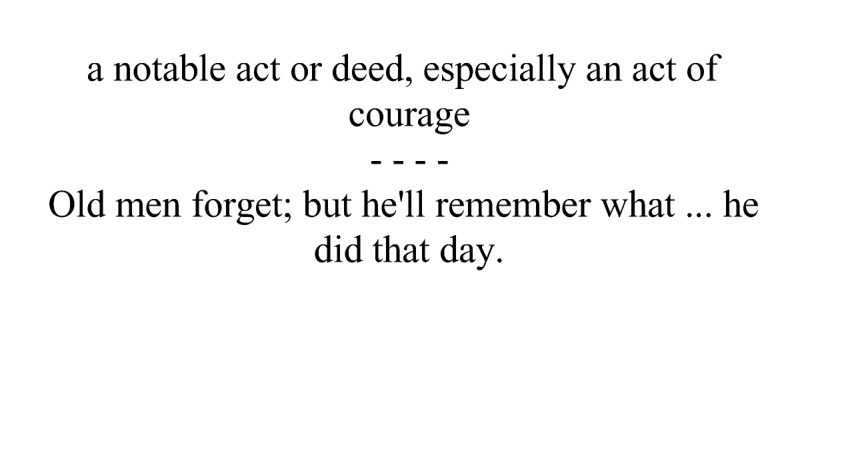 a notable act or deed, especially an act of
courage
- - - -
Old men forget; but he'll remember what ... he
did that day.